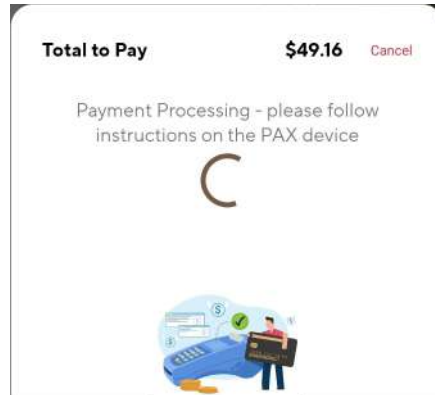 Total to Pay $49.16 Cancel
Payment Processing - please follow
instructions on the PAX device
$
$
$